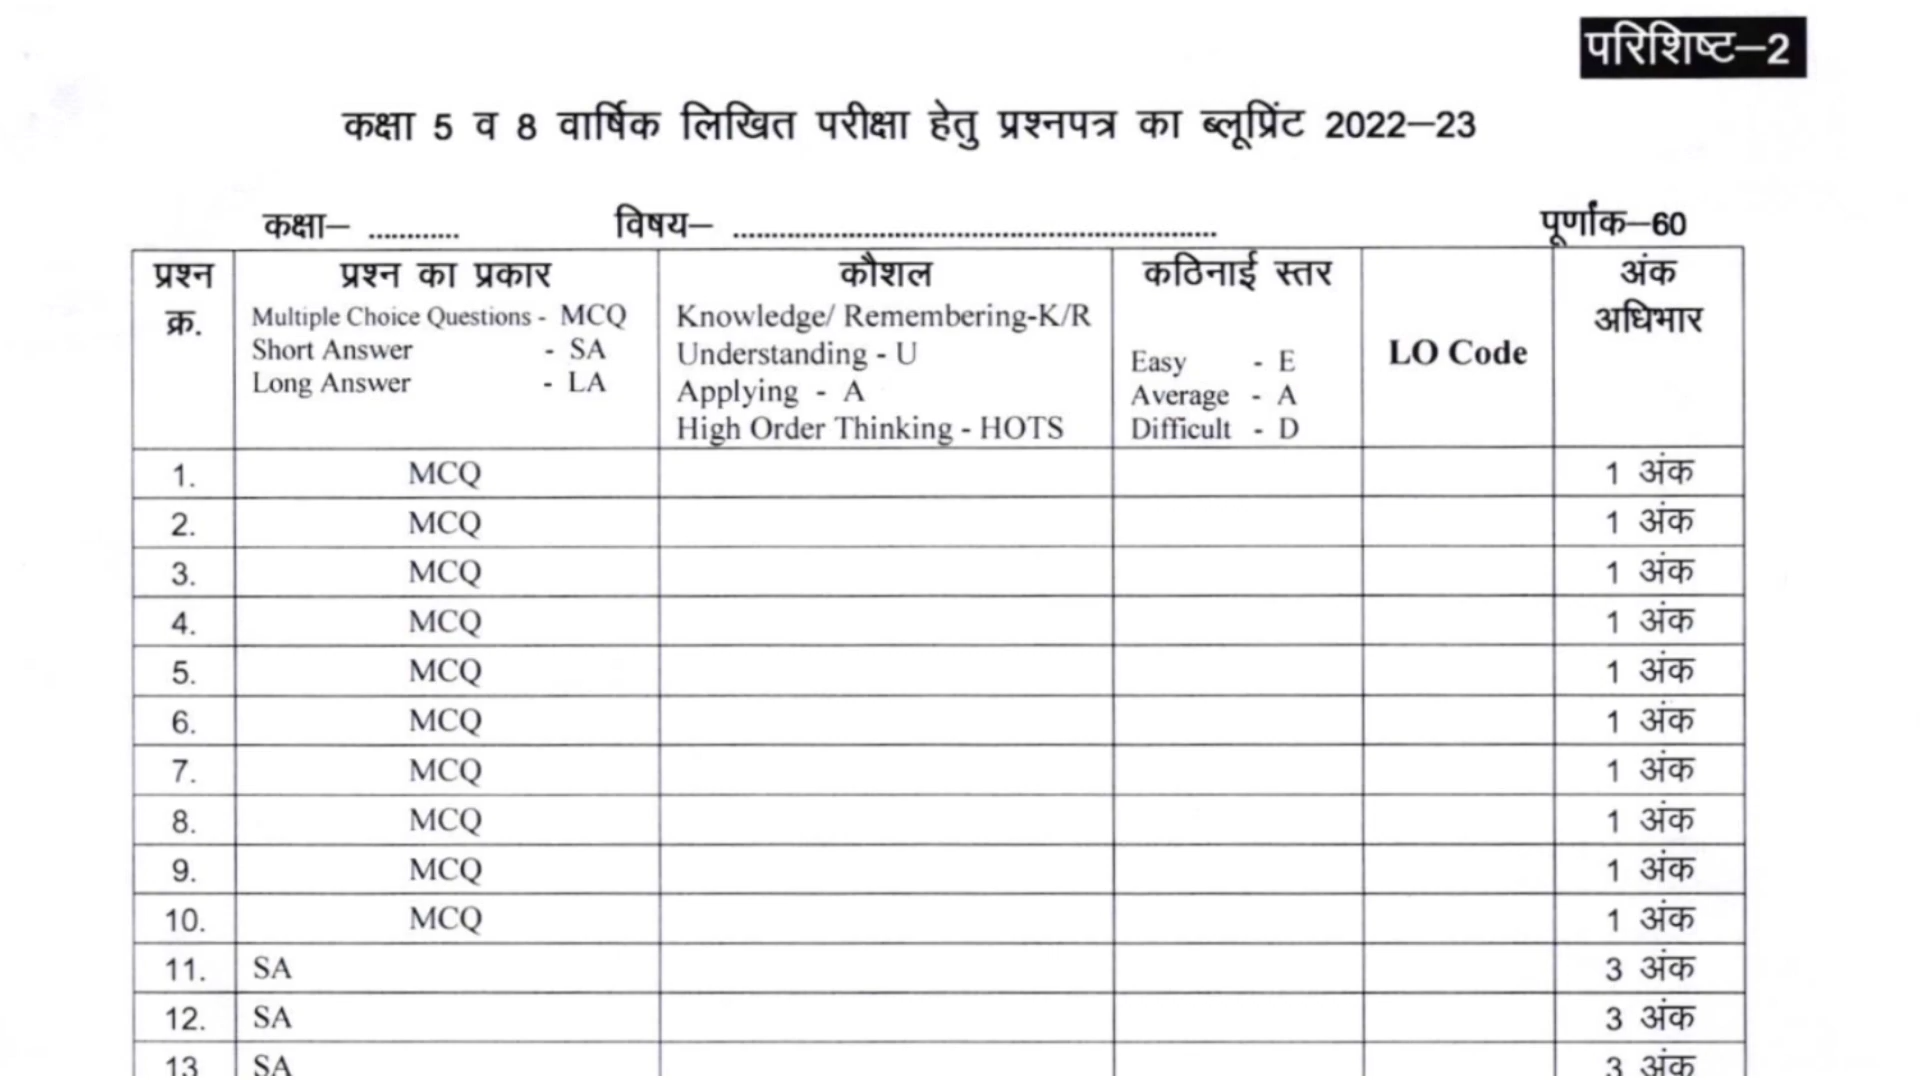 परिशिष्ट–2
कक्षा 5 व 8 वार्षिक लिखित परीक्षा हेतु प्रश्नपत्र का ब्लूप्रिंट 2022–23
कक्षा– ........... विषय– ................................................................ पूर्णांक–60
प्रश्न क्र. प्रश्न का प्रकार कौशल कठिनाई स्तर LO Code अंक अधिभार
Multiple Choice Questions - MCQ
Short Answer - SA
Long Answer - LA
Knowledge/ Remembering-K/R
Understanding - U
Applying - A
High Order Thinking - HOTS
Easy - E
Average - A
Difficult - D
1. MCQ 1 अंक
2. MCQ 1 अंक
3. MCQ 1 अंक
4. MCQ 1 अंक
5. MCQ 1 अंक
6. MCQ 1 अंक
7. MCQ 1 अंक
8. MCQ 1 अंक
9. MCQ 1 अंक
10. MCQ 1 अंक
11. SA 3 अंक
12. SA 3 अंक
13 SA 3 अंक